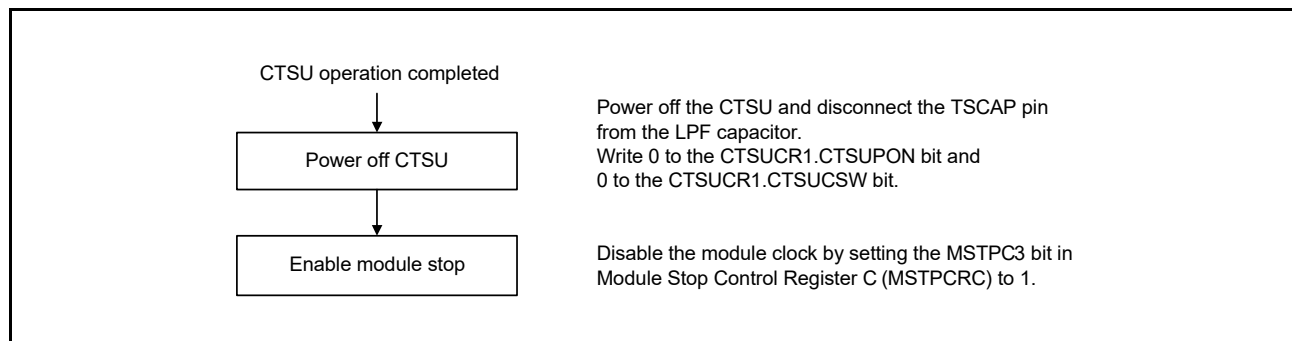 CTSU operation completed
Power off CTSU
Power off the CTSU and disconnect the TSCAP pin
from the LPF capacitor.
Write 0 to the CTSUCR1.CTSUPON bit and
0 to the CTSUCR1.CTSUCSW bit.
Enable module stop
Disable the module clock by setting the MSTPC3 bit in
Module Stop Control Register C (MSTPCRC) to 1.